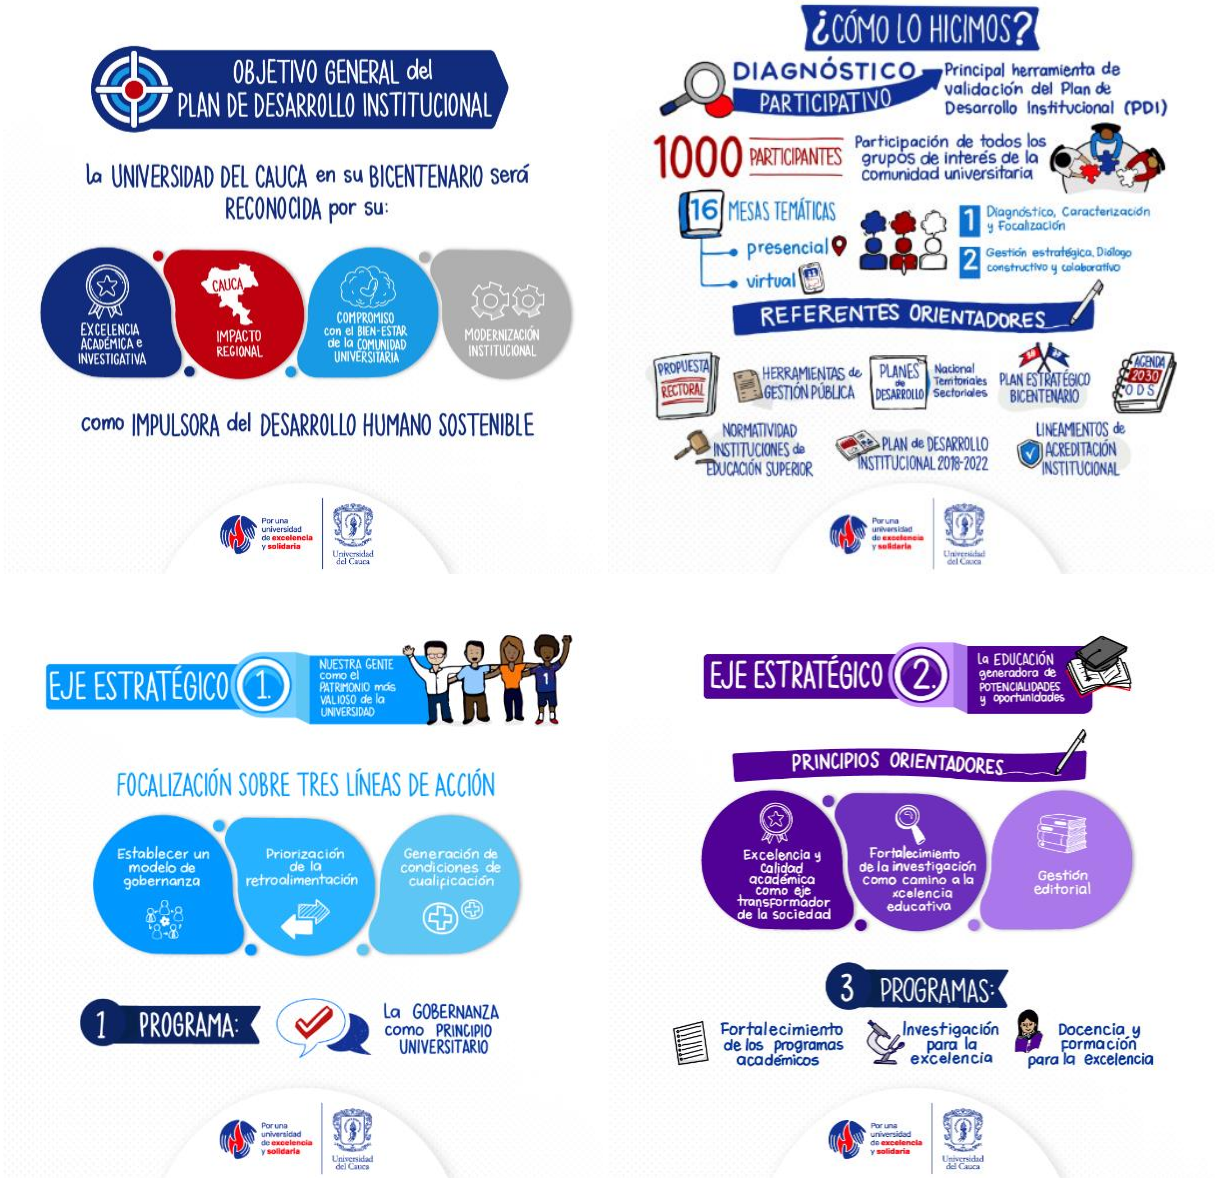 OBJETIVO GENERAL del
PLAN DE DESARROLLO INSTITUCIONAL
La UNIVERSIDAD DEL CAUCA en su BICENTENARIO será
RECONOCIDA por su:
EXCELENCIA
ACADÉMICA e
INVESTIGATIVA
CAUCA
IMPACTO
REGIONAL
COMPROMISO
con el BIEN-ESTAR
de la COMUNIDAD
UNIVERSITARIA
MODERNIZACIÓN
INSTITUCIONAL
como IMPULSORA del DESARROLLO HUMANO SOSTENIBLE
Por una
universidad
de excelencia
y solidaria
Universidad
del Cauca
¿CÓMO LO HICIMOS?
DIAGNÓSTICO
PARTICIPATIVO
Principal herramienta de
validación del Plan de
Desarrollo Institucional (PDI)
1000 PARTICIPANTES
Participación de todos los
grupos de interés de la
comunidad universitaria
16 MESAS TEMÁTICAS
presencial
virtual
1 Diagnóstico, Caracterización
y Focalización
2 Gestión estratégica, Diálogo
constructivo y colaborativo
REFERENTES ORIENTADORES
PROPUESTA
RECTORAL
HERRAMIENTAS de
GESTIÓN PÚBLICA
PLANES
de
DESARROLLO
Nacional
Territoriales
Sectoriales
PLAN ESTRATÉGICO
BICENTENARIO
AGENDA
2030
ODS
NORMATIVIDAD
INSTITUCIONES de
EDUCACIÓN SUPERIOR
PLAN de DESARROLLO
INSTITUCIONAL 2018-2022
LINEAMIENTOS de
ACREDITACIÓN
INSTITUCIONAL
Por una
universidad
de excelencia
y solidaria
Universidad
del Cauca
EJE ESTRATÉGICO 1.
NUESTRA GENTE
como el
PATRIMONIO más
VALIOSO de la
UNIVERSIDAD
1
FOCALIZACIÓN SOBRE TRES LÍNEAS DE ACCIÓN
Establecer un
modelo de
gobernanza
Priorización
de la
retroalimentación
Generación de
condiciones de
cualificación
1 PROGRAMA:
La GOBERNANZA
como PRINCIPIO
UNIVERSITARIO
Por una
universidad
de excelencia
y solidaria
Universidad
del Cauca
EJE ESTRATÉGICO 2.
La EDUCACIÓN
generadora de
POTENCIALIDADES
y oportunidades
PRINCIPIOS ORIENTADORES
Excelencia y
Calidad
académica
como eje
transformador
de la sociedad
Fortalecimiento
de la investigación
como camino a la
xcelencia
educativa
Gestión
editorial
3 PROGRAMAS:
Fortalecimiento
de los programas
académicos
Investigación
para la
excelencia
Docencia y
Formación
para la excelencia
Por una
universidad
de excelencia
y solidaria
Universidad
del Cauca